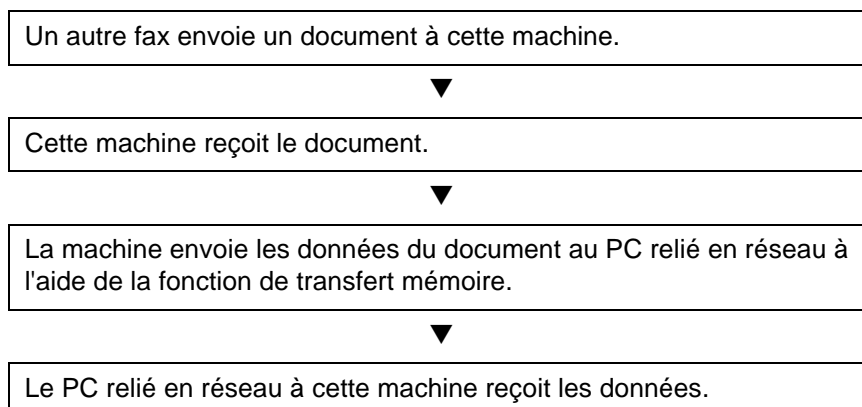 Un autre fax envoie un document à cette machine.
▼
Cette machine reçoit le document.
▼
La machine envoie les données du document au PC relié en réseau à
l'aide de la fonction de transfert mémoire.
▼
Le PC relié en réseau à cette machine reçoit les données.